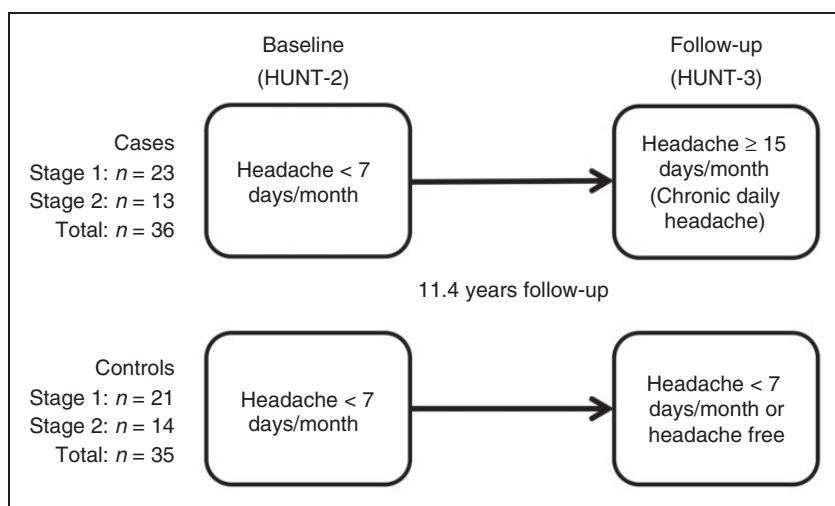 Baseline
(HUNT-2)
Follow-up
(HUNT-3)
Cases
Stage 1: n = 23
Stage 2: n = 13
Total: n = 36
Headache < 7
days/month
Headache ≥ 15
days/month
(Chronic daily
headache)
11.4 years follow-up
Controls
Stage 1: n = 21
Stage 2: n = 14
Total: n = 35
Headache < 7
days/month
Headache < 7
days/month or
headache free